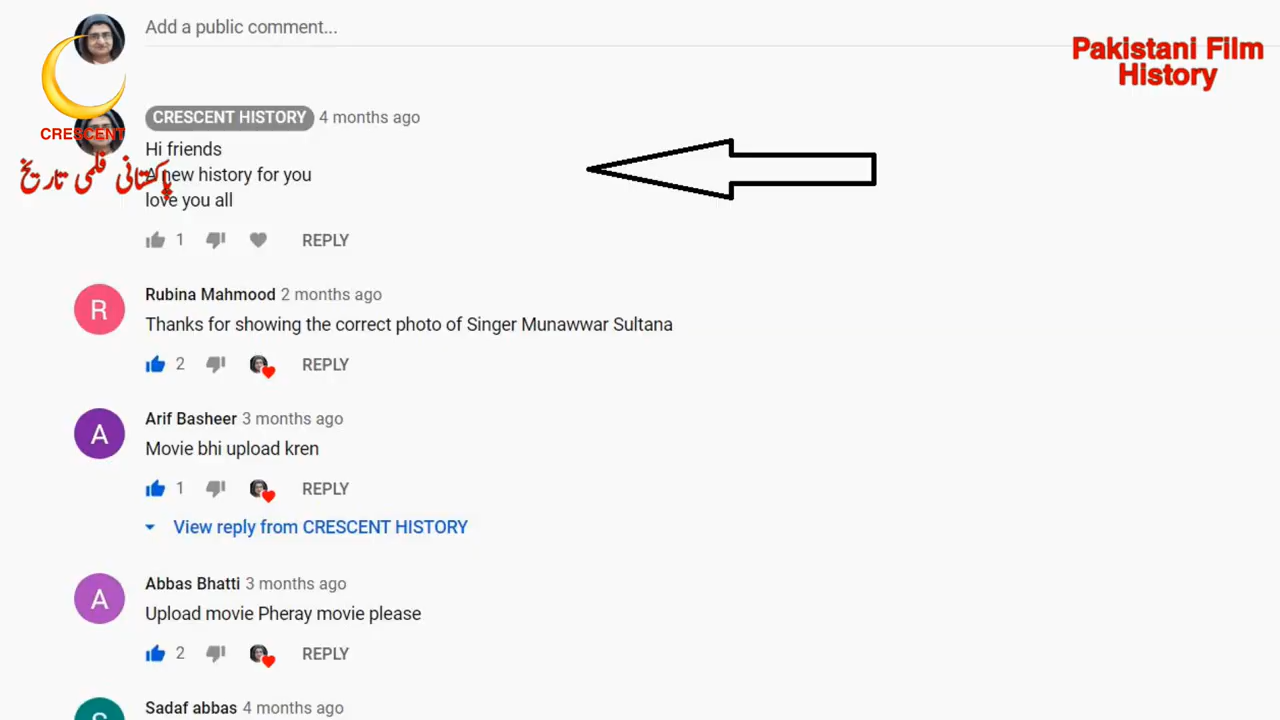 Add a public comment...
Pakistani Film
History
CRESCENT
پاکستانی فلمی تاریخ
CRESCENT HISTORY 4 months ago
Hi friends
A new history for you
love you all
1 REPLY
R
Rubina Mahmood 2 months ago
Thanks for showing the correct photo of Singer Munawwar Sultana
2 REPLY
A
Arif Basheer 3 months ago
Movie bhi upload kren
1 REPLY
View reply from CRESCENT HISTORY
A
Abbas Bhatti 3 months ago
Upload movie Pheray movie please
2 REPLY
S
Sadaf abbas 4 months ago